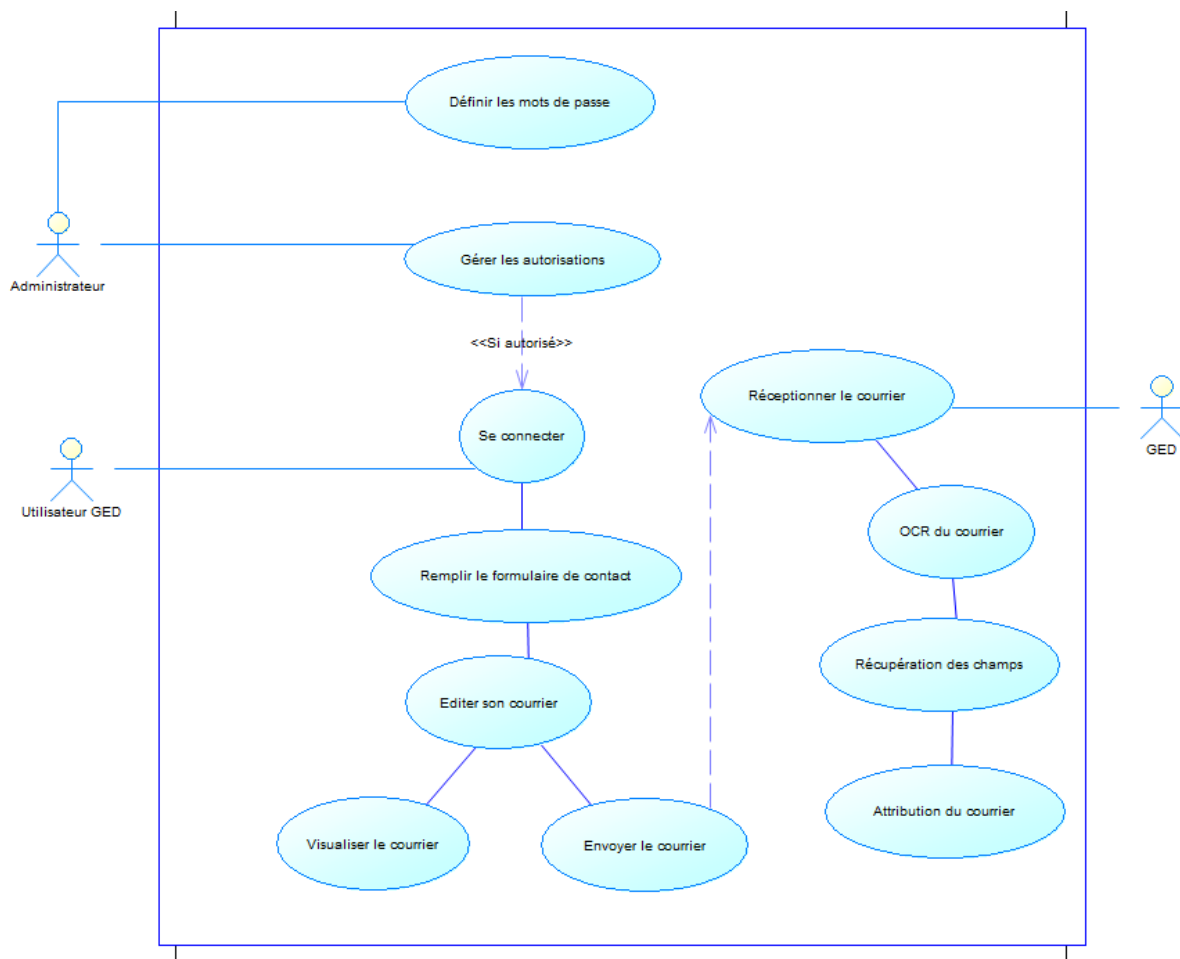 Définir les mots de passe
Gérer les autorisations
Administrateur
<<Si autorisé>>
Réceptionner le courrier
Se connecter
GED
Utilisateur GED
OCR du courrier
Remplir le formulaire de contact
Récupération des champs
Editer son courrier
Attribution du courrier
Visualiser le courrier
Envoyer le courrier